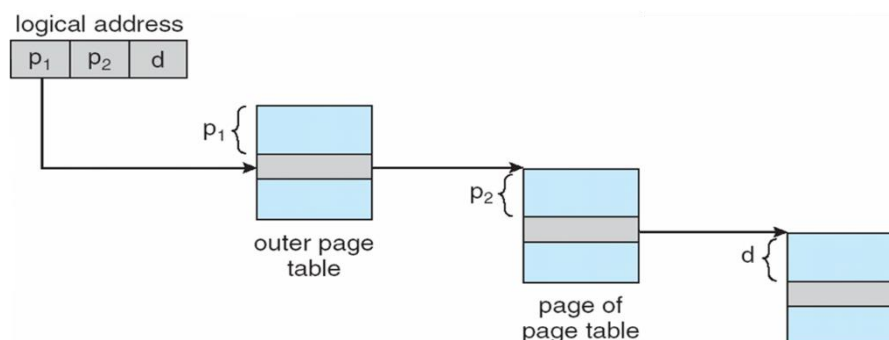 logical address
p₁ p₂ d
p₁
outer page
table
p₂
page of
page table
d